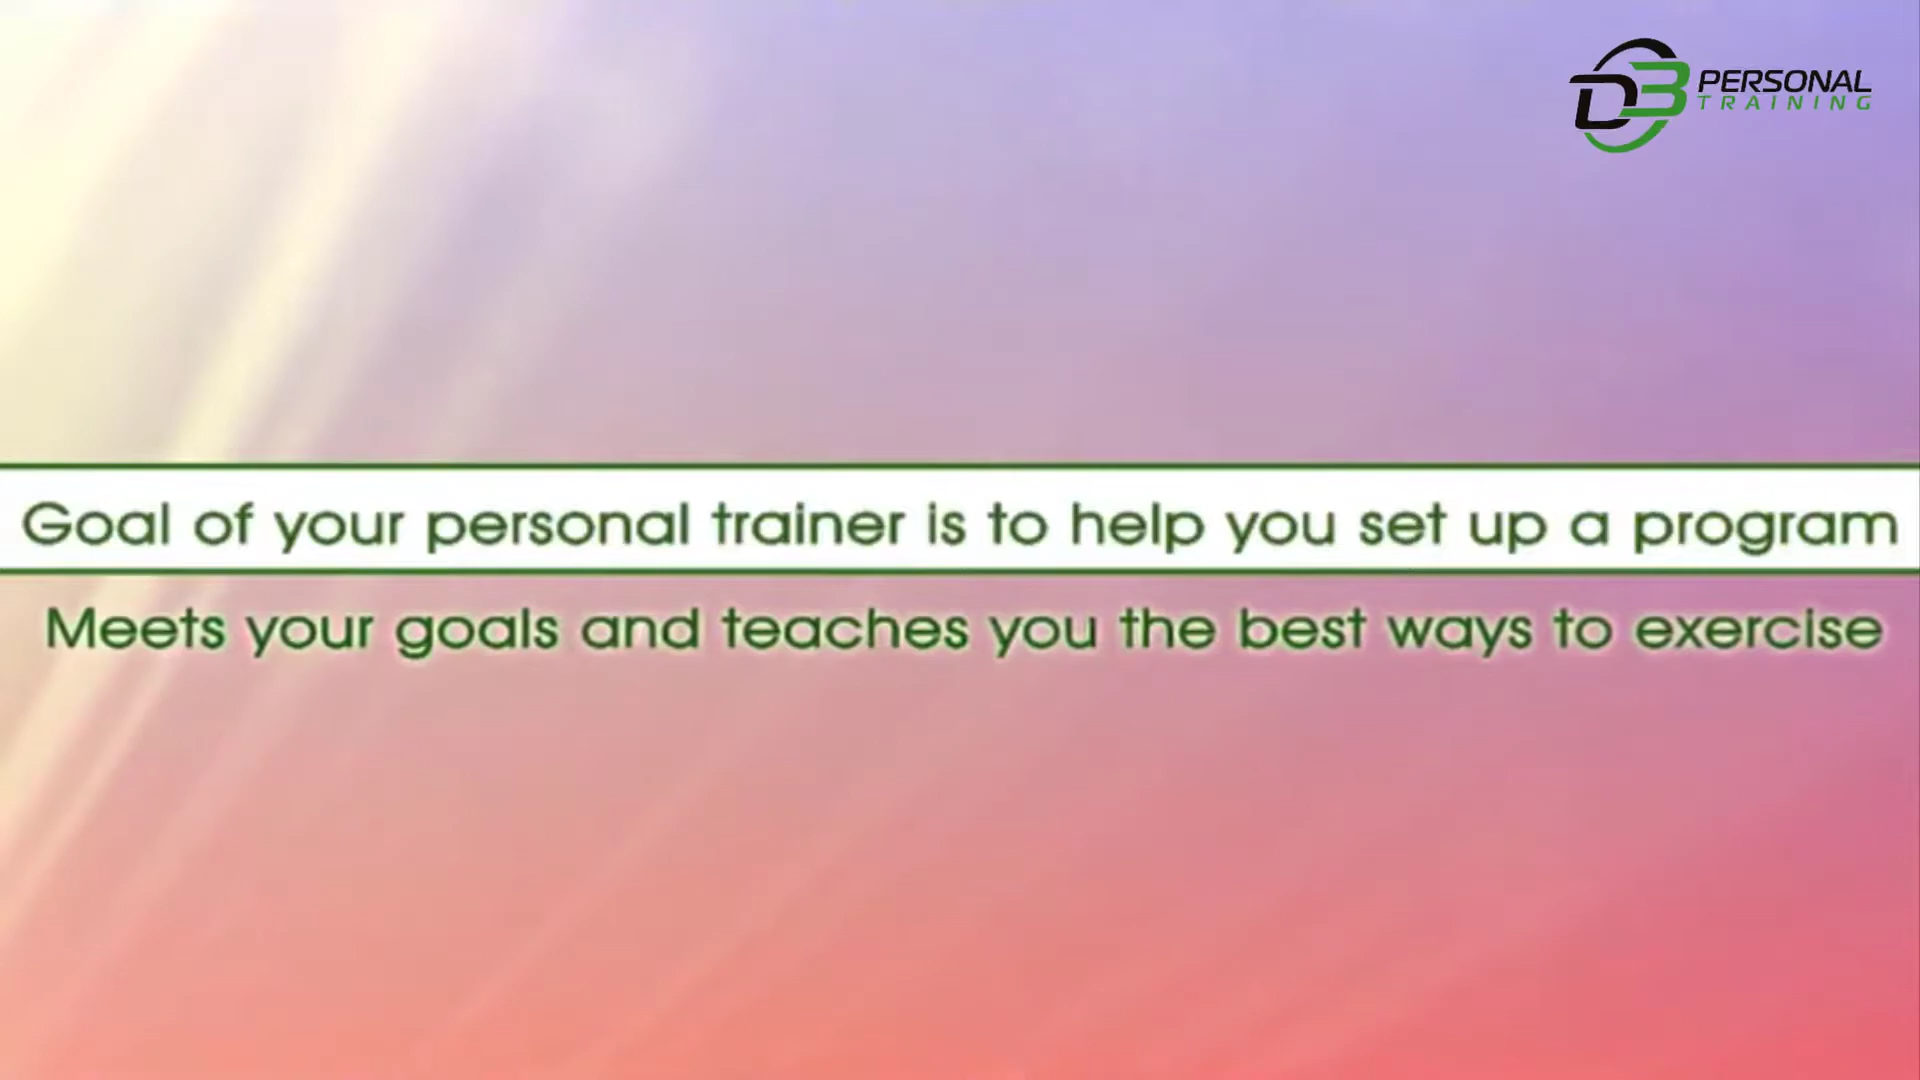 D3 PERSONAL
TRAINING
Goal of your personal trainer is to help you set up a program
Meets your goals and teaches you the best ways to exercise